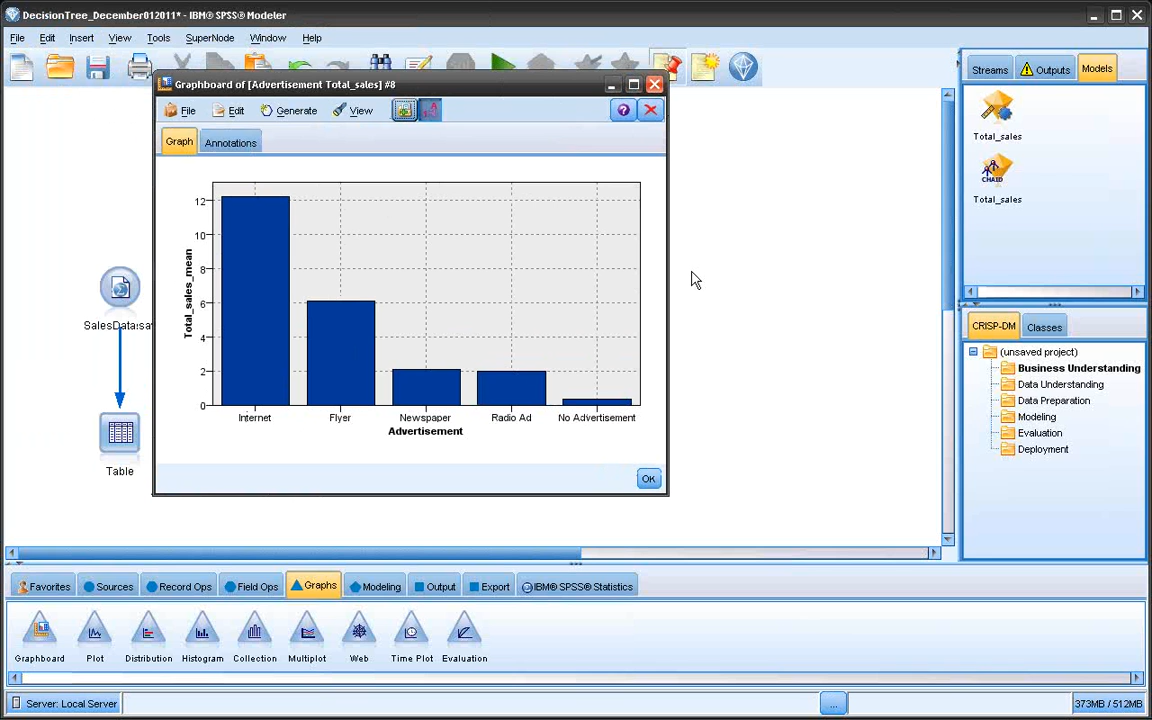 DecisionTree_December012011* - IBM® SPSS® Modeler
File Edit Insert View Tools SuperNode Window Help
Graphboard of [Advertisement Total_sales] #8
File Edit Generate View
Graph Annotations
12
10
8
6
4
2
0
Total_sales_mean
Internet Flyer Newspaper Radio Ad No Advertisement
Advertisement
OK
SalesData:sa
Table
Streams Outputs Models
Total_sales
CHAID
Total_sales
CRISP-DM Classes
(unsaved project)
Business Understanding
Data Understanding
Data Preparation
Modeling
Evaluation
Deployment
Favorites Sources Record Ops Field Ops Graphs Modeling Output Export IBM® SPSS® Statistics
Graphboard Plot Distribution Histogram Collection Multiplot Web Time Plot Evaluation
Server: Local Server ... 373MB / 512MB